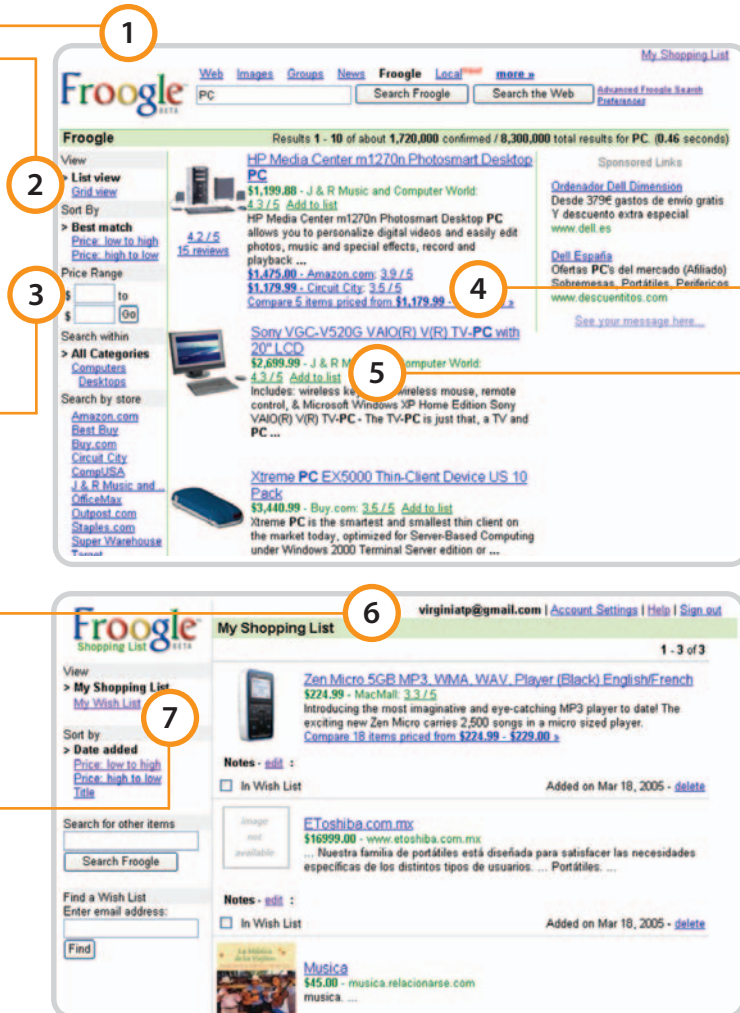 1
My Shopping List
Froogle BETA
Web Images Groups News Froogle Local more »
PC
Search Froogle Search the Web
Advanced Froogle Search
Preferences
Froogle Results 1 - 10 of about 1,720,000 confirmed / 8,300,000 total results for PC. (0.46 seconds)
2
View
> List view
Grid view
Sort By
> Best match
Price: low to high
Price: high to low
3
Price Range
$ to
$ Go
Search within
> All Categories
Computers
Desktops
Search by store
Amazon.com
Best Buy
Buy.com
Circuit City
CompUSA
J & R Music and...
OfficeMax
Outpost.com
Staples.com
Super Warehouse
Target
4.2 / 5
15 reviews
HP Media Center m1270n Photosmart Desktop
PC
$1,199.88 - J & R Music and Computer World:
4.3 / 5 Add to list
HP Media Center m1270n Photosmart Desktop PC
allows you to personalize digital videos and easily edit
photos, music and special effects, record and
playback ...
$1,475.00 - Amazon.com: 3.9 / 5
$1,179.99 - Circuit City: 3.5 / 5
Compare 5 items priced from $1,179.99 - »
4
Sony VGC-V520G VAIO(R) V(R) TV-PC with
20" LCD
$2,699.99 - J & R M omputer World:
4.3 / 5 Add to list
5
Includes: wireless key wireless mouse, remote
control, & Microsoft Windows XP Home Edition Sony
VAIO(R) V(R) TV-PC - The TV-PC is just that, a TV and
PC ...
Xtreme PC EX5000 Thin-Client Device US 10
Pack
$3,440.99 - Buy.com: 3.5 / 5 Add to list
Xtreme PC is the smartest and smallest thin client on
the market today, optimized for Server-Based Computing
under Windows 2000 Terminal Server edition or ...
Sponsored Links
Ordenador Dell Dimension
Desde 379€ gastos de envío gratis
Y descuento extra especial
www.dell.es
Dell España
Ofertas PC's del mercado (Afiliado)
Sobremesas, Portátiles, Perifericos
www.descuentitos.com
See your message here...
6
virginiatp@gmail.com | Account Settings | Help | Sign out
Froogle
Shopping List BETA
My Shopping List
1 - 3 of 3
View
> My Shopping List
My Wish List
7
Sort by
> Date added
Price: low to high
Price: high to low
Title
Search for other items
Search Froogle
Find a Wish List
Enter email address:
Find
Zen Micro 5GB MP3, WMA, WAV, Player (Black) English/French
$224.99 - MacMall: 3.3 / 5
Introducing the most imaginative and eye-catching MP3 player to date! The
exciting new Zen Micro carries 2,500 songs in a micro sized player.
Compare 18 items priced from $224.99 - $229.00 »
Notes - edit :
In Wish List Added on Mar 18, 2005 - delete
image
not
available
EToshiba.com.mx
$16999.00 - www.etoshiba.com.mx
... Nuestra familia de portátiles está diseñada para satisfacer las necesidades
específicas de los distintos tipos de usuarios. ... Portátiles. ...
Notes - edit :
In Wish List Added on Mar 18, 2005 - delete
La Música
de los Viejitos
Musica
$45.00 - musica.relacionarse.com
musica. ...